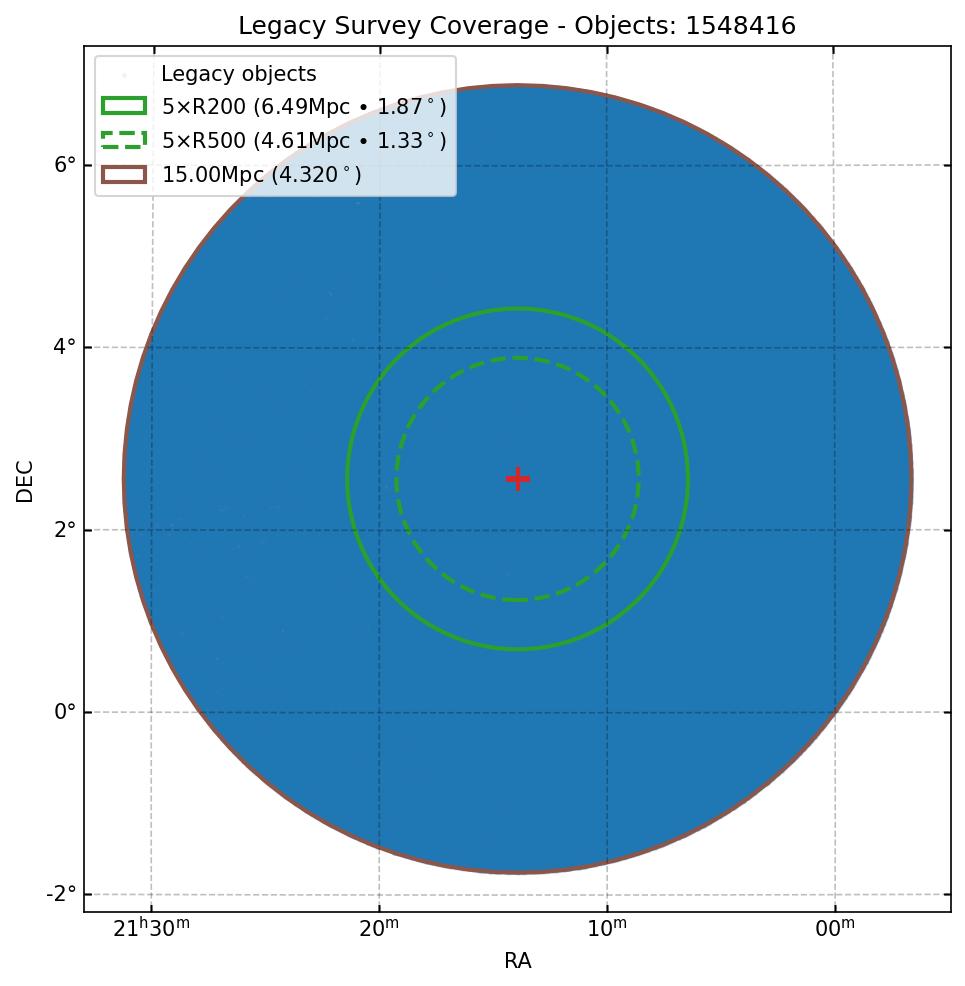 Legacy Survey Coverage - Objects: 1548416
Legacy objects
5×R200 (6.49Mpc • 1.87°)
5×R500 (4.61Mpc • 1.33°)
15.00Mpc (4.320°)
6°
4°
2°
0°
-2°
DEC
21ʰ30ᵐ
20ᵐ
10ᵐ
00ᵐ
RA